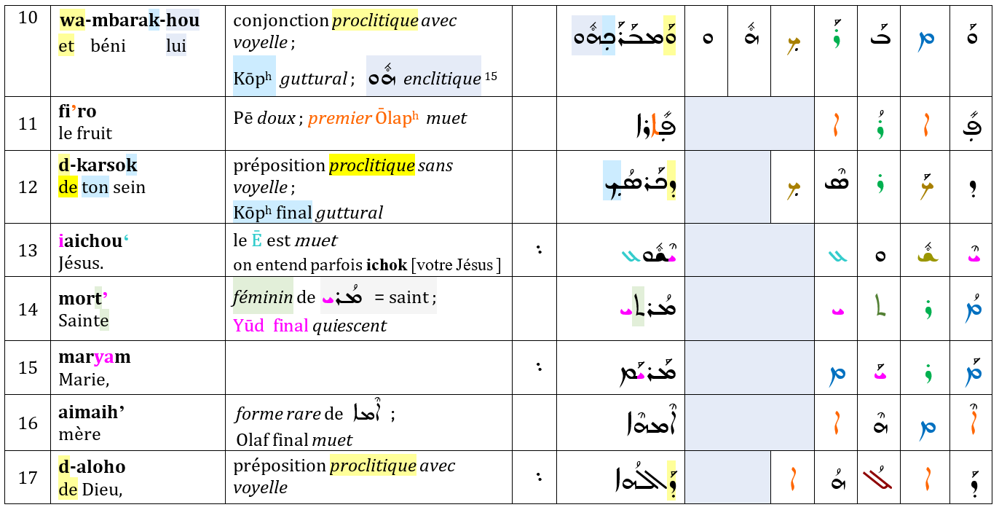 10
wa-mbarak-hou
et béni lui
conjonction proclitique avec
voyelle ;
Kōpʰ guttural ; ܗܽܘ enclitique 15
ܘܰܡܒܰܪܰܟ݂ܗܽܘ
ܘ ܗܽ ܟ݂ ܪܰ ܒܰ ܡ ܘܰ
11
fi’ro
le fruit
Pē doux ; premier Ōlapʰ muet
ܦܺܐܪܳܐ
ܐ ܪܳ ܐ ܦܺ
12
d-karsok
de ton sein
préposition proclitique sans
voyelle ;
Kōpʰ final guttural
ܕܟܰܪܣܳܟ݂
ܟ݂ ܣܶ ܪ ܟܰ ܕ
13
iaichou‘
Jésus.
le Ē est muet
on entend parfois ichok [votre Jésus ]
܃
ܝܶܫܽܘܥ
ܥ ܘ ܫܽ ܝܶ
14
mort’
Sainte
féminin de ܡܳܪܝ = saint ;
Yūd final quiescent
ܡܳܪܬܝ
ܝ ܬ ܪ ܡܳ
15
maryam
Marie,
܃
ܡܰܪܝܰܡ
ܡ ܝܰ ܪ ܡܰ
16
aimaih’
mère
forme rare de ܐܶܡܐ ;
Olaf final muet
ܐܶܡܗܶܐ
ܐ ܗܶ ܡ ܐܶ
17
d-aloho
de Dieu,
préposition proclitique avec
voyelle
܃
ܕܰܐܠܳܗܳܐ
ܐ ܗܳ ܠܳ ܐ ܕܰ